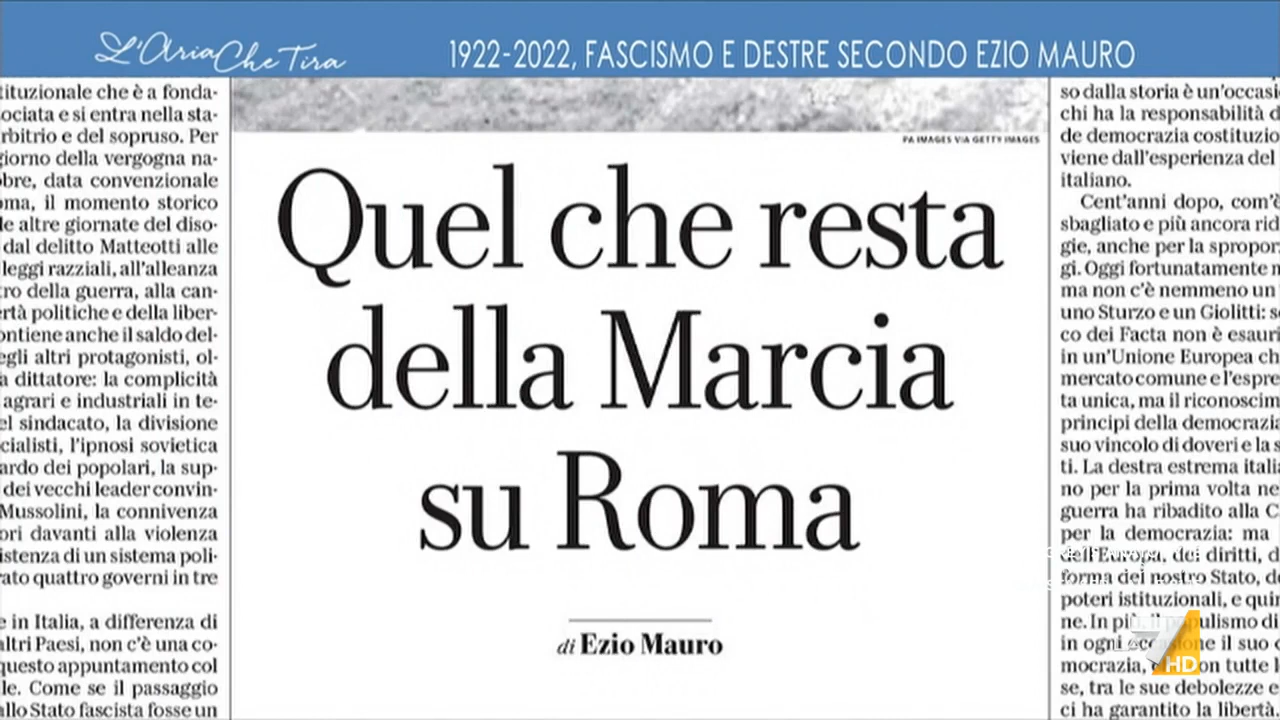 L'Aria Che Tira
1922-2022, FASCISMO E DESTRE SECONDO EZIO MAURO
tituzionale che è a fonda-
ociata e si entra nella sta-
rbitrio e del sopruso. Per
giorno della vergogna na-
obre, data convenzionale
oma, il momento storico
le altre giornate del diso-
dal delitto Matteotti alle
leggi razziali, all'alleanza
tro della guerra, alla can-
ertà politiche e della liber-
ontiene anche il saldo del-
egli altri protagonisti, ol-
a dittatore: la complicità
agrari e industriali in te-
el sindacato, la divisione
cialisti, l'ipnosi sovietica
ardo dei popolari, la sup-
dei vecchi leader convin-
Mussolini, la connivenza
ori davanti alla violenza
istenza di un sistema poli-
rato quattro governi in tre
e in Italia, a differenza di
altri Paesi, non c'è una co-
questo appuntamento col
le. Come se il passaggio
allo Stato fascista fosse un
PA IMAGES VIA GETTY IMAGES
Quel che resta
della Marcia
su Roma
di Ezio Mauro
so dalla storia è un'occasi
chi ha la responsabilità d
de democrazia costituzio
viene dall'esperienza del
italiano.
Cent'anni dopo, com'è
sbagliato e più ancora rid
gie, anche per la spropor
gi. Oggi fortunatamente n
ma non c'è nemmeno un
uno Sturzo e un Giolitti: s
co dei Facta non è esauri
in un'Unione Europea ch
mercato comune e l'espre
ta unica, ma il riconoscim
principi della democrazia
suo vincolo di doveri e la s
ti. La destra estrema itali
no per la prima volta ne
guerra ha ribadito alla C
per la democrazia: ma
dell'Europa, dei diritti, d
forma del nostro Stato, d
poteri istituzionali, e quin
ne. In più, il populismo di
in ogni occasione il suo
mocrazia, on tutte l
se, tra le sue debolezze e
ci ha garantito la libertà,
7 HD